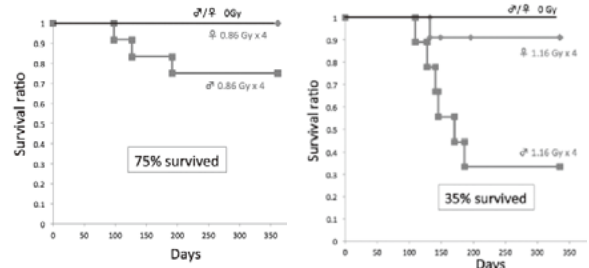 ♂/♀ 0Gy
♀ 0.86 Gy x 4
♂ 0.86 Gy x 4
75% survived
Survival ratio
1
0.9
0.8
0.7
0.6
0.5
0.4
0.3
0.2
0.1
0
0 50 100 150 200 250 300 350
Days
♂/♀ 0 Gy
♀ 1.16 Gy x 4
♂ 1.16 Gy x 4
35% survived
Survival ratio
1
0.9
0.8
0.7
0.6
0.5
0.4
0.3
0.2
0.1
0
0 50 100 150 200 250 300 350
Days